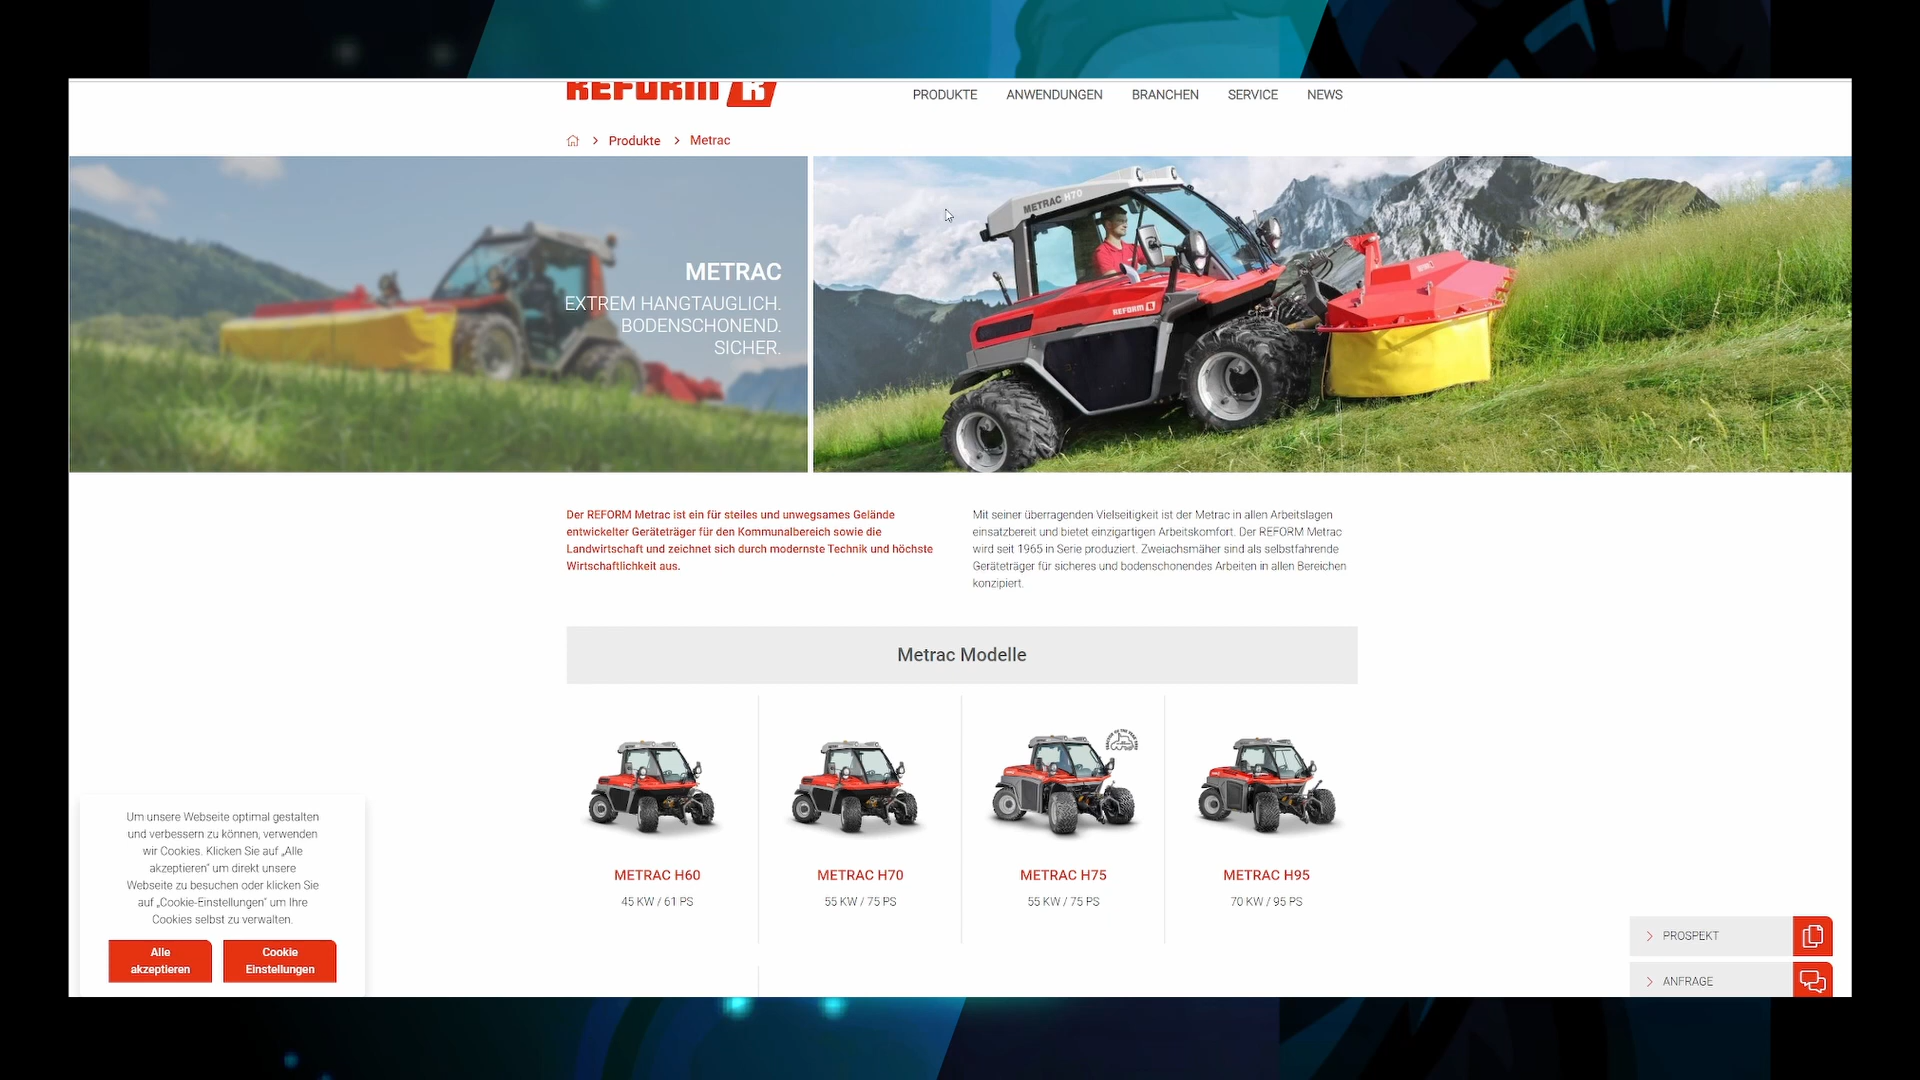 REFORM R
PRODUKTE ANWENDUNGEN BRANCHEN SERVICE NEWS
Produkte Metrac
METRAC
EXTREM HANGTAUGLICH.
BODENSCHONEND.
SICHER.
METRAC H70
REFORM
Der REFORM Metrac ist ein für steiles und unwegsames Gelände
entwickelter Geräteträger für den Kommunalbereich sowie die
Landwirtschaft und zeichnet sich durch modernste Technik und höchste
Wirtschaftlichkeit aus.
Mit seiner überragenden Vielseitigkeit ist der Metrac in allen Arbeitslagen
einsatzbereit und bietet einzigartigen Arbeitskomfort. Der REFORM Metrac
wird seit 1965 in Serie produziert. Zweiachsmäher sind als selbstfahrende
Geräteträger für sicheres und bodenschonendes Arbeiten in allen Bereichen
konzipiert.
Metrac Modelle
METRAC H60
45 KW / 61 PS
METRAC H70
55 KW / 75 PS
METRAC H75
55 KW / 75 PS
METRAC H95
70 KW / 95 PS
Um unsere Webseite optimal gestalten
und verbessern zu können, verwenden
wir Cookies. Klicken Sie auf „Alle
akzeptieren" um direkt unsere
Webseite zu besuchen oder klicken Sie
auf „Cookie-Einstellungen" um Ihre
Cookies selbst zu verwalten.
Alle
akzeptieren
Cookie
Einstellungen
PROSPEKT
ANFRAGE